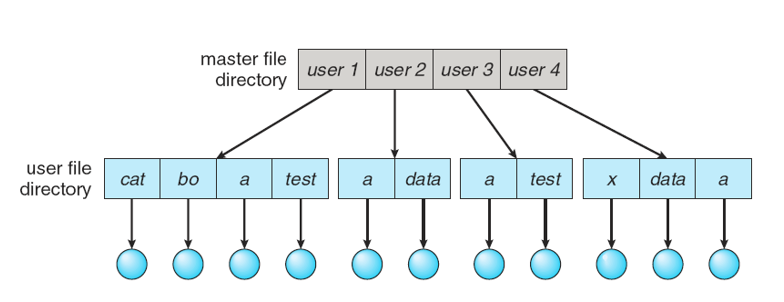 master file
directory
user 1 user 2 user 3 user 4
user file
directory
cat bo a test a data a test x data a